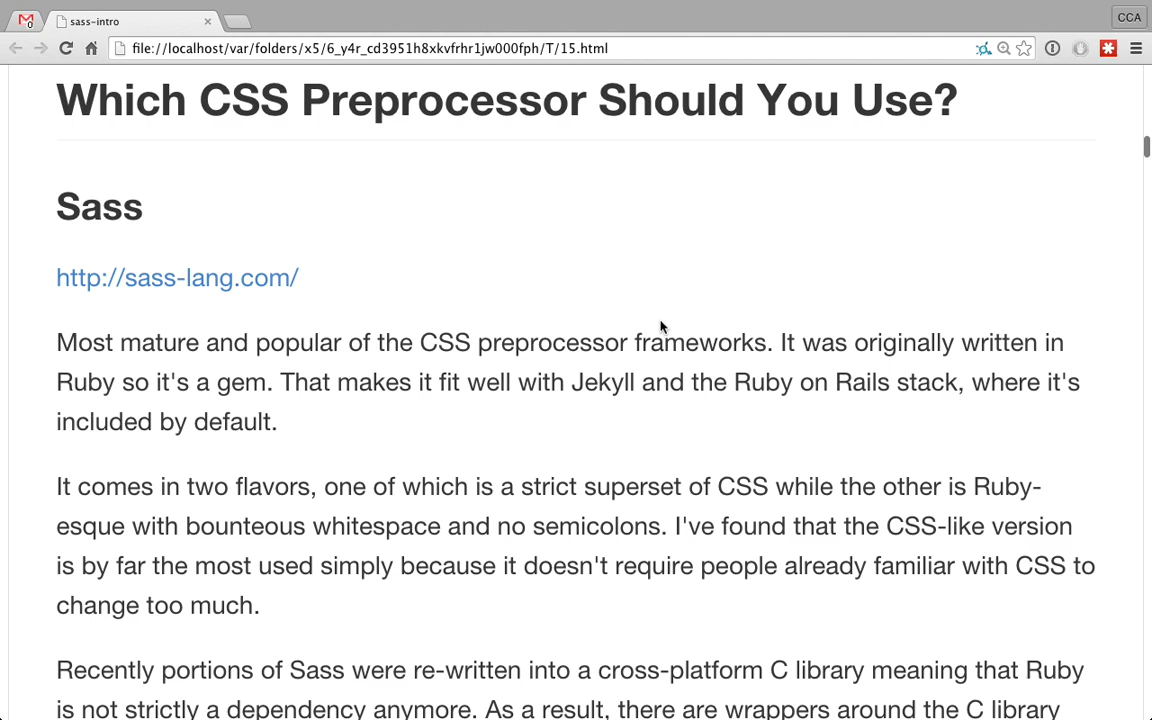 0
sass-intro
CCA
file://localhost/var/folders/x5/6_y4r_cd3951h8xkvfrhr1jw000fph/T/15.html
Which CSS Preprocessor Should You Use?
Sass
http://sass-lang.com/
Most mature and popular of the CSS preprocessor frameworks. It was originally written in
Ruby so it's a gem. That makes it fit well with Jekyll and the Ruby on Rails stack, where it's
included by default.
It comes in two flavors, one of which is a strict superset of CSS while the other is Ruby-
esque with bounteous whitespace and no semicolons. I've found that the CSS-like version
is by far the most used simply because it doesn't require people already familiar with CSS to
change too much.
Recently portions of Sass were re-written into a cross-platform C library meaning that Ruby
is not strictly a dependency anymore. As a result, there are wrappers around the C library